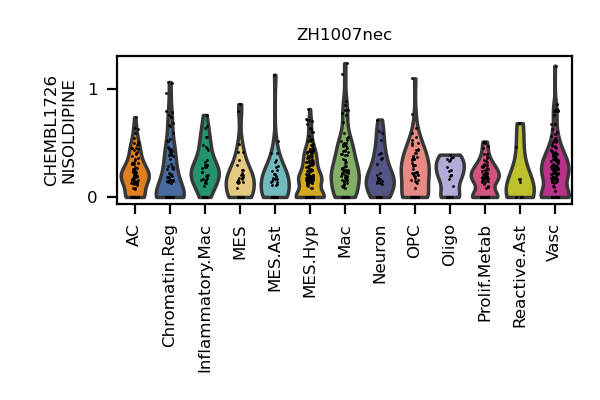 ZH1007nec
CHEMBL1726
NISOLDIPINE
1
0
AC
Chromatin.Reg
Inflammatory.Mac
MES
MES.Ast
MES.Hyp
Mac
Neuron
OPC
Oligo
Prolif.Metab
Reactive.Ast
Vasc